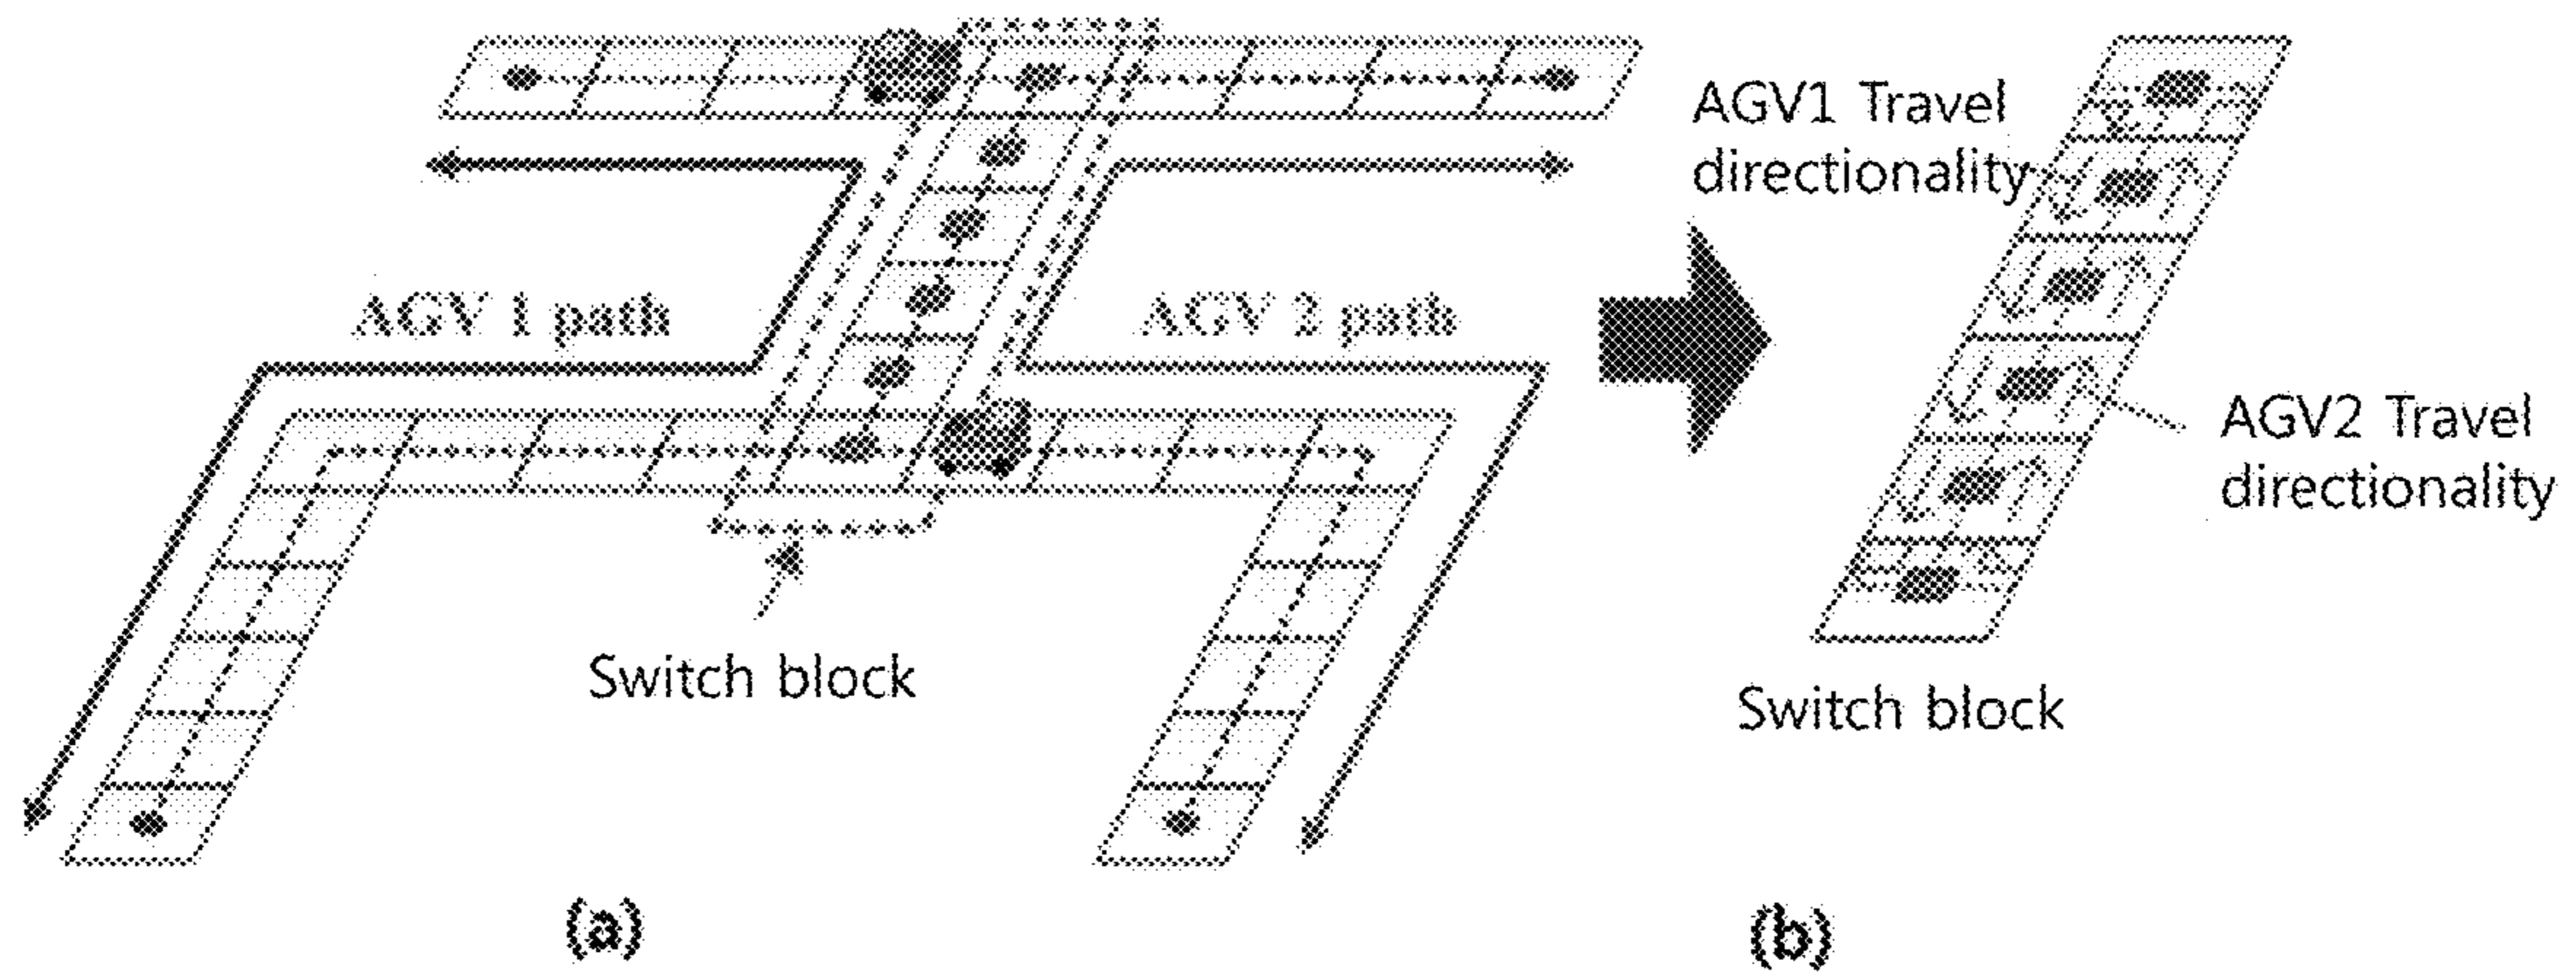 AGV1 Travel
directionality
AGV 1 path
AGV 2 path
AGV2 Travel
directionality
Switch block
Switch block
(a)
(b)